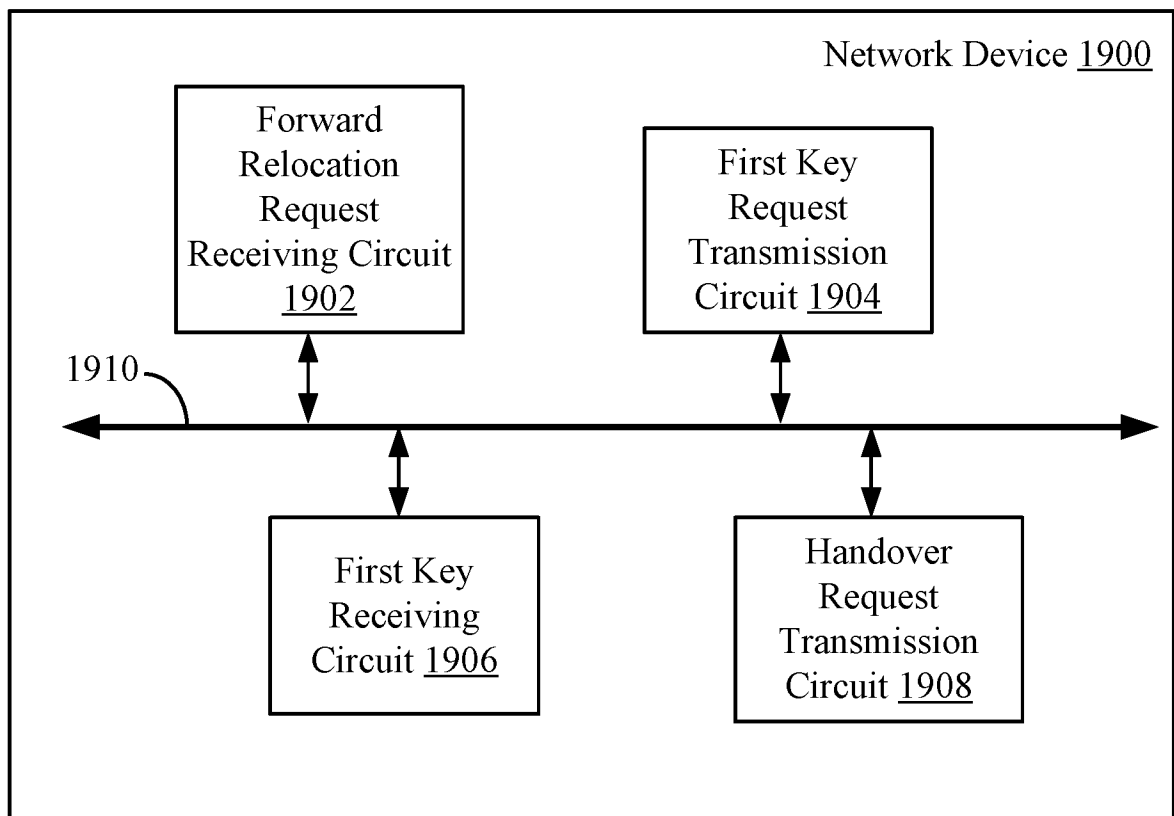 Network Device 1900
Forward
Relocation
Request
Receiving Circuit
1902
First Key
Request
Transmission
Circuit 1904
1910
First Key
Receiving
Circuit 1906
Handover
Request
Transmission
Circuit 1908